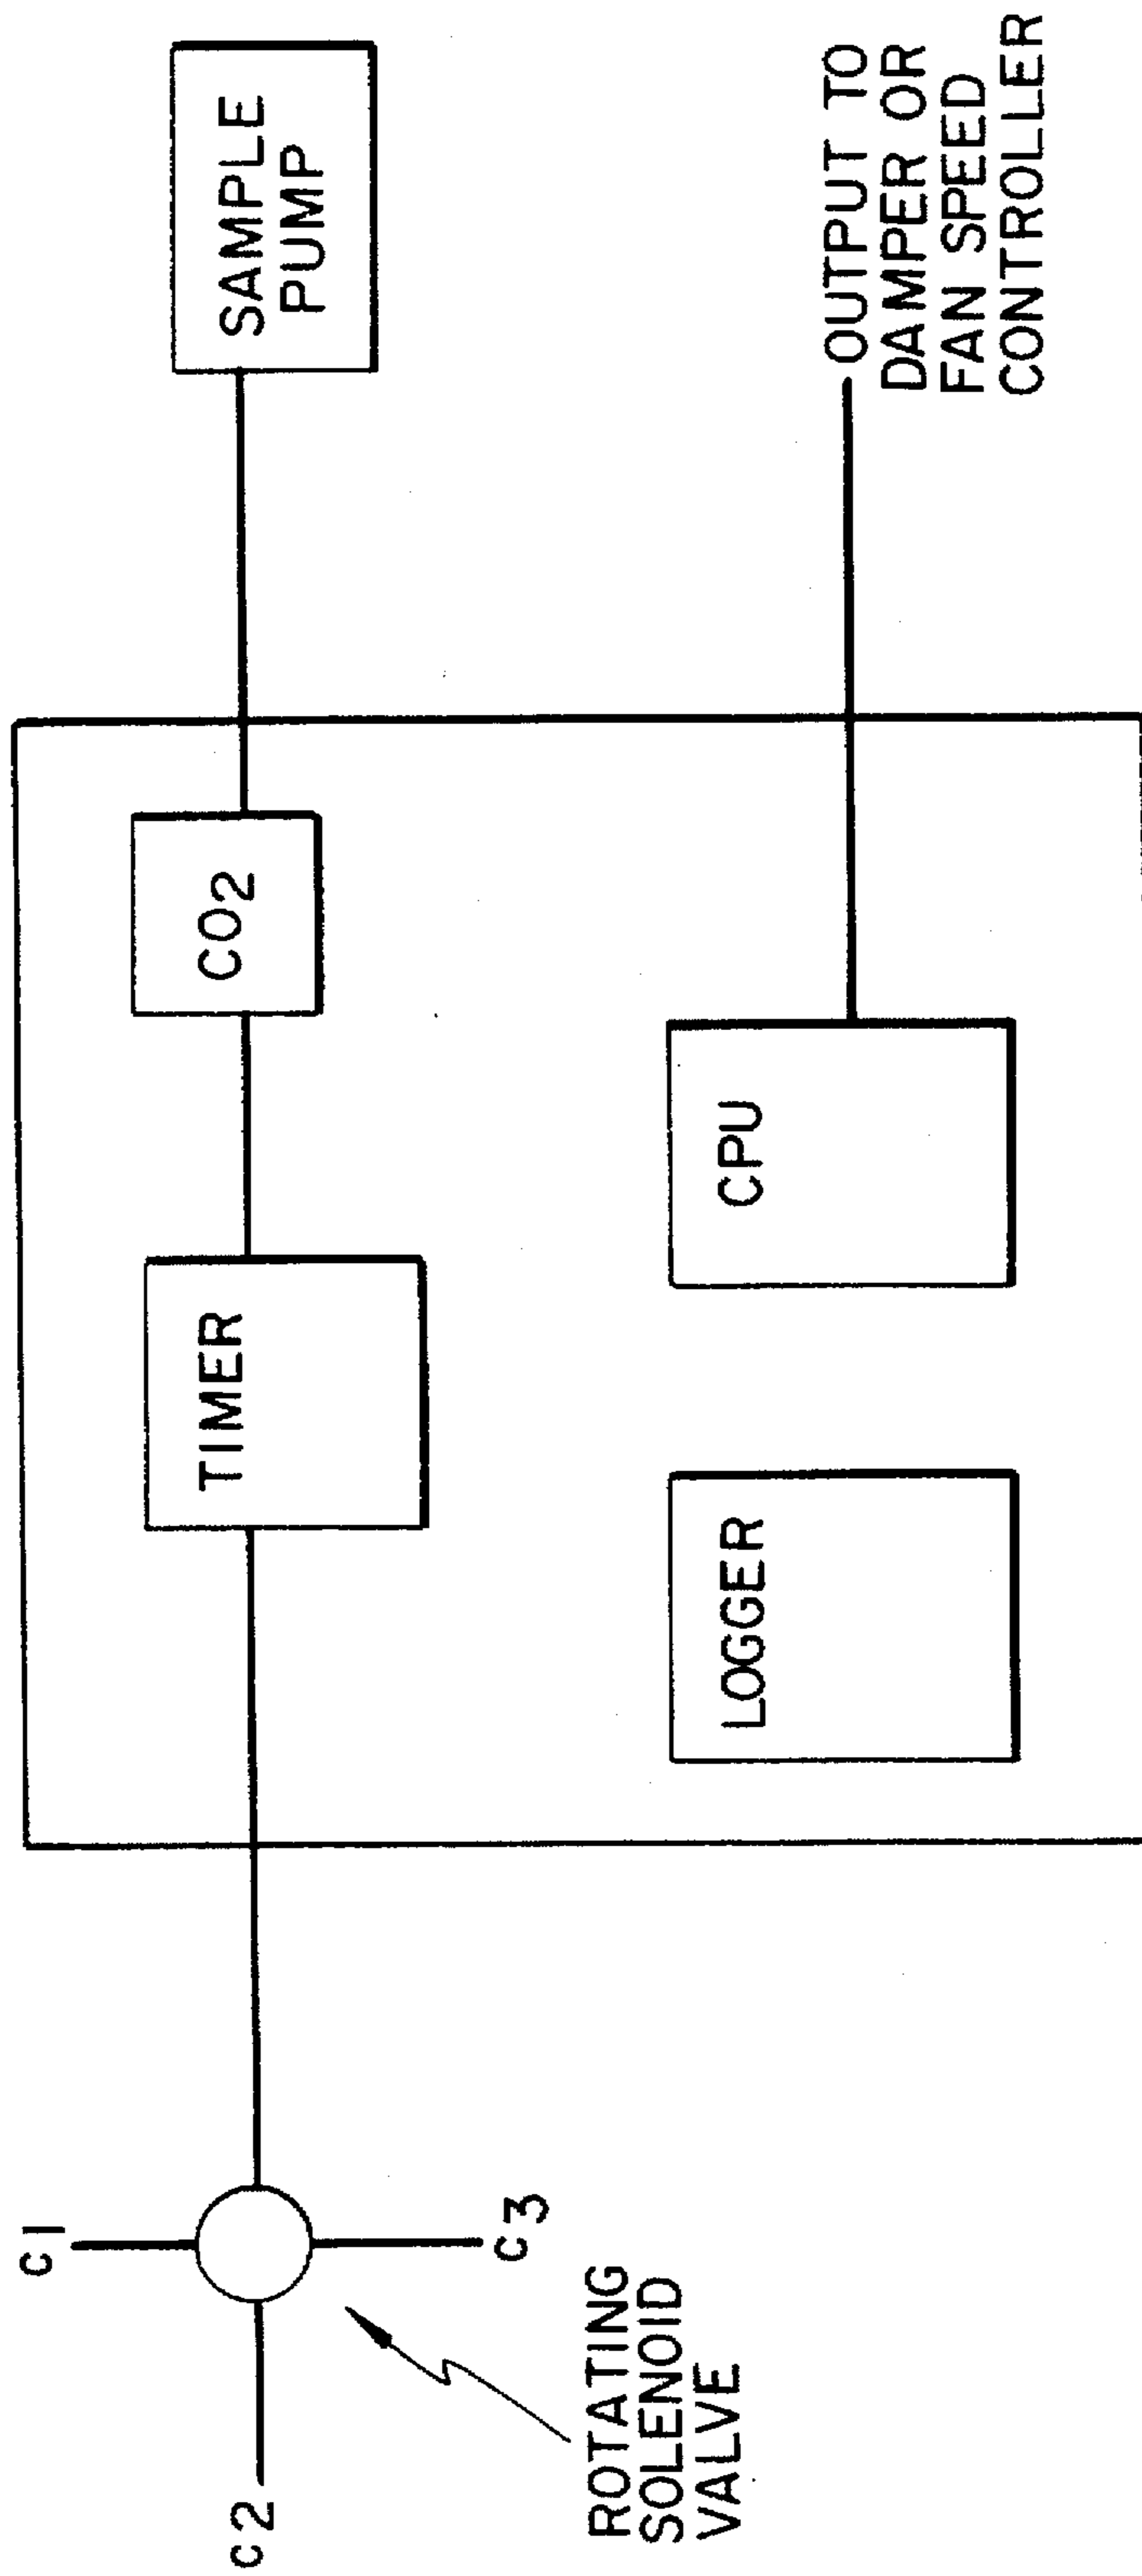 c1
c2
c3
ROTATING
SOLENOID
VALVE
TIMER
CO2
SAMPLE
PUMP
LOGGER
CPU
OUTPUT TO
DAMPER OR
FAN SPEED
CONTROLLER